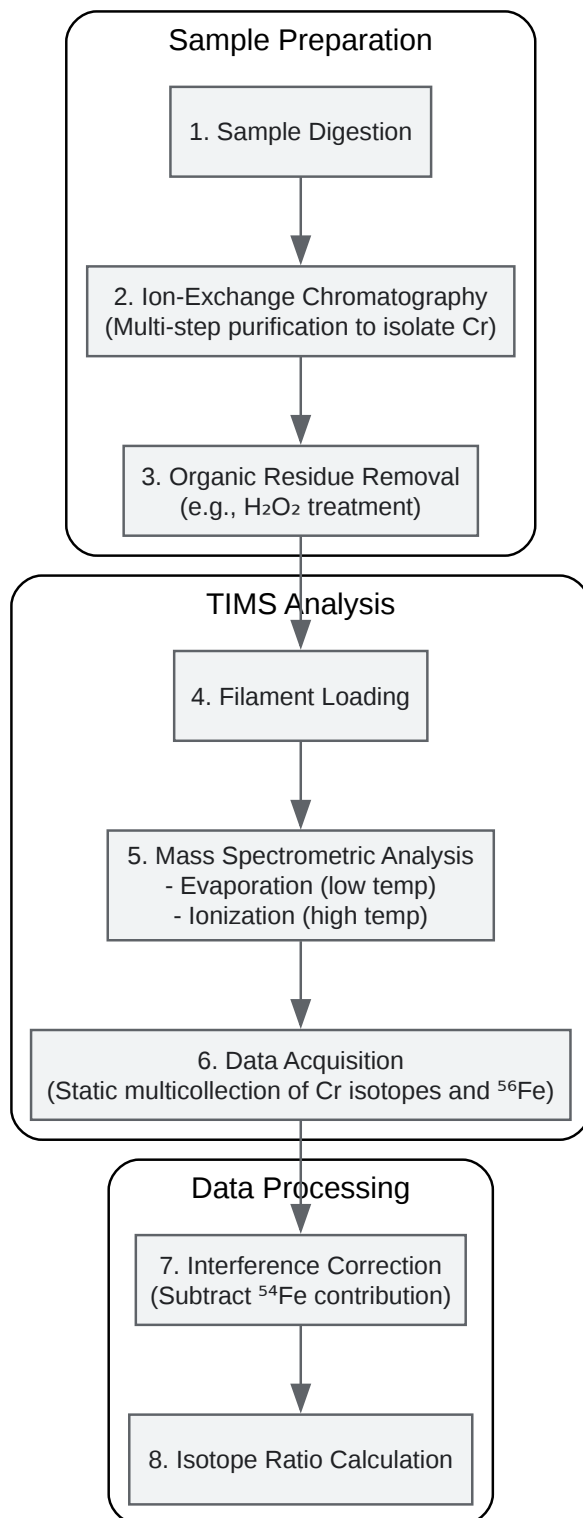 Sample Preparation
1. Sample Digestion
2. Ion-Exchange Chromatography
(Multi-step purification to isolate Cr)
3. Organic Residue Removal
(e.g., H₂O₂ treatment)
TIMS Analysis
4. Filament Loading
5. Mass Spectrometric Analysis
- Evaporation (low temp)
- Ionization (high temp)
6. Data Acquisition
(Static multicollection of Cr isotopes and ⁵⁶Fe)
Data Processing
7. Interference Correction
(Subtract ⁵⁴Fe contribution)
8. Isotope Ratio Calculation